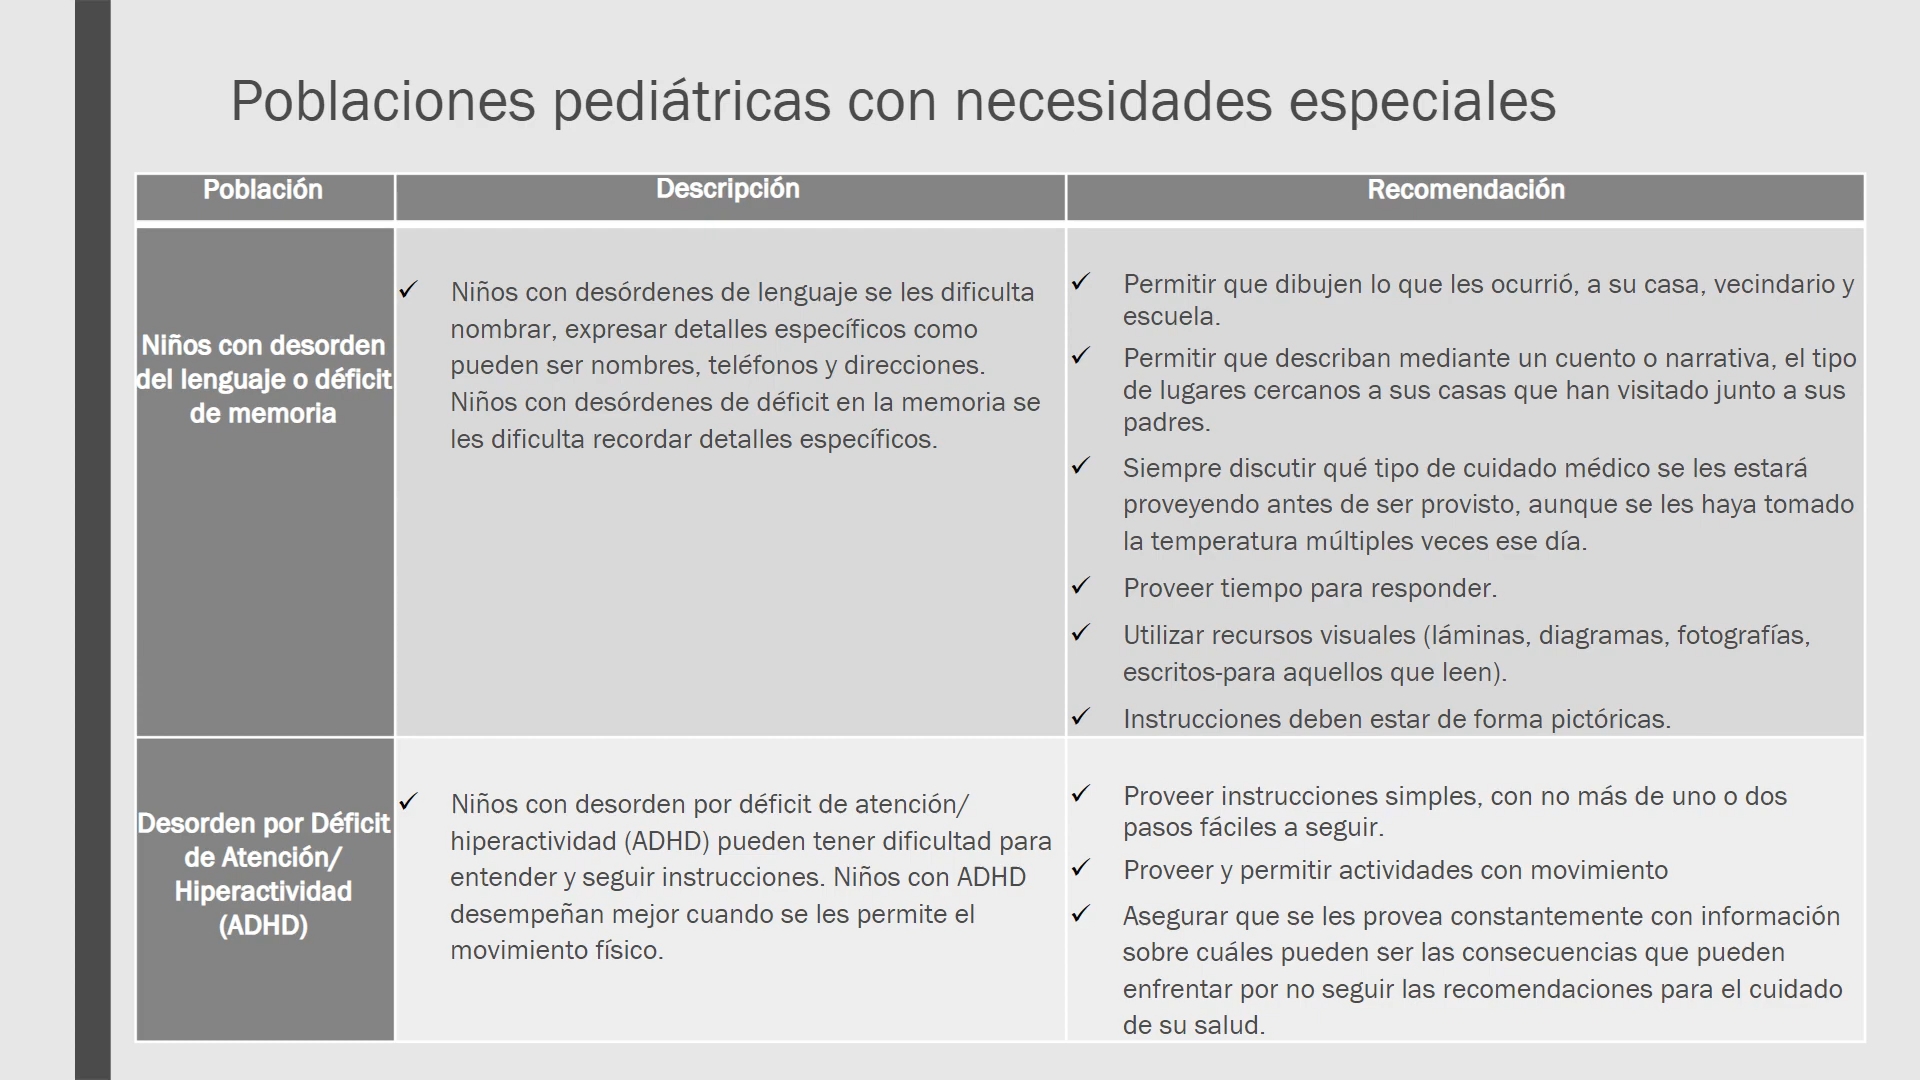 Poblaciones pediátricas con necesidades especiales
Población
Descripción
Recomendación
Niños con desorden
del lenguaje o déficit
de memoria
✓ Niños con desórdenes de lenguaje se les dificulta
nombrar, expresar detalles específicos como
pueden ser nombres, teléfonos y direcciones.
Niños con desórdenes de déficit en la memoria se
les dificulta recordar detalles específicos.
✓ Permitir que dibujen lo que les ocurrió, a su casa, vecindario y
escuela.
✓ Permitir que describan mediante un cuento o narrativa, el tipo
de lugares cercanos a sus casas que han visitado junto a sus
padres.
✓ Siempre discutir qué tipo de cuidado médico se les estará
proveyendo antes de ser provisto, aunque se les haya tomado
la temperatura múltiples veces ese día.
✓ Proveer tiempo para responder.
✓ Utilizar recursos visuales (láminas, diagramas, fotografías,
escritos-para aquellos que leen).
✓ Instrucciones deben estar de forma pictóricas.
Desorden por Déficit
de Atención/
Hiperactividad
(ADHD)
✓ Niños con desorden por déficit de atención/
hiperactividad (ADHD) pueden tener dificultad para
entender y seguir instrucciones. Niños con ADHD
desempeñan mejor cuando se les permite el
movimiento físico.
✓ Proveer instrucciones simples, con no más de uno o dos
pasos fáciles a seguir.
✓ Proveer y permitir actividades con movimiento
✓ Asegurar que se les provea constantemente con información
sobre cuáles pueden ser las consecuencias que pueden
enfrentar por no seguir las recomendaciones para el cuidado
de su salud.